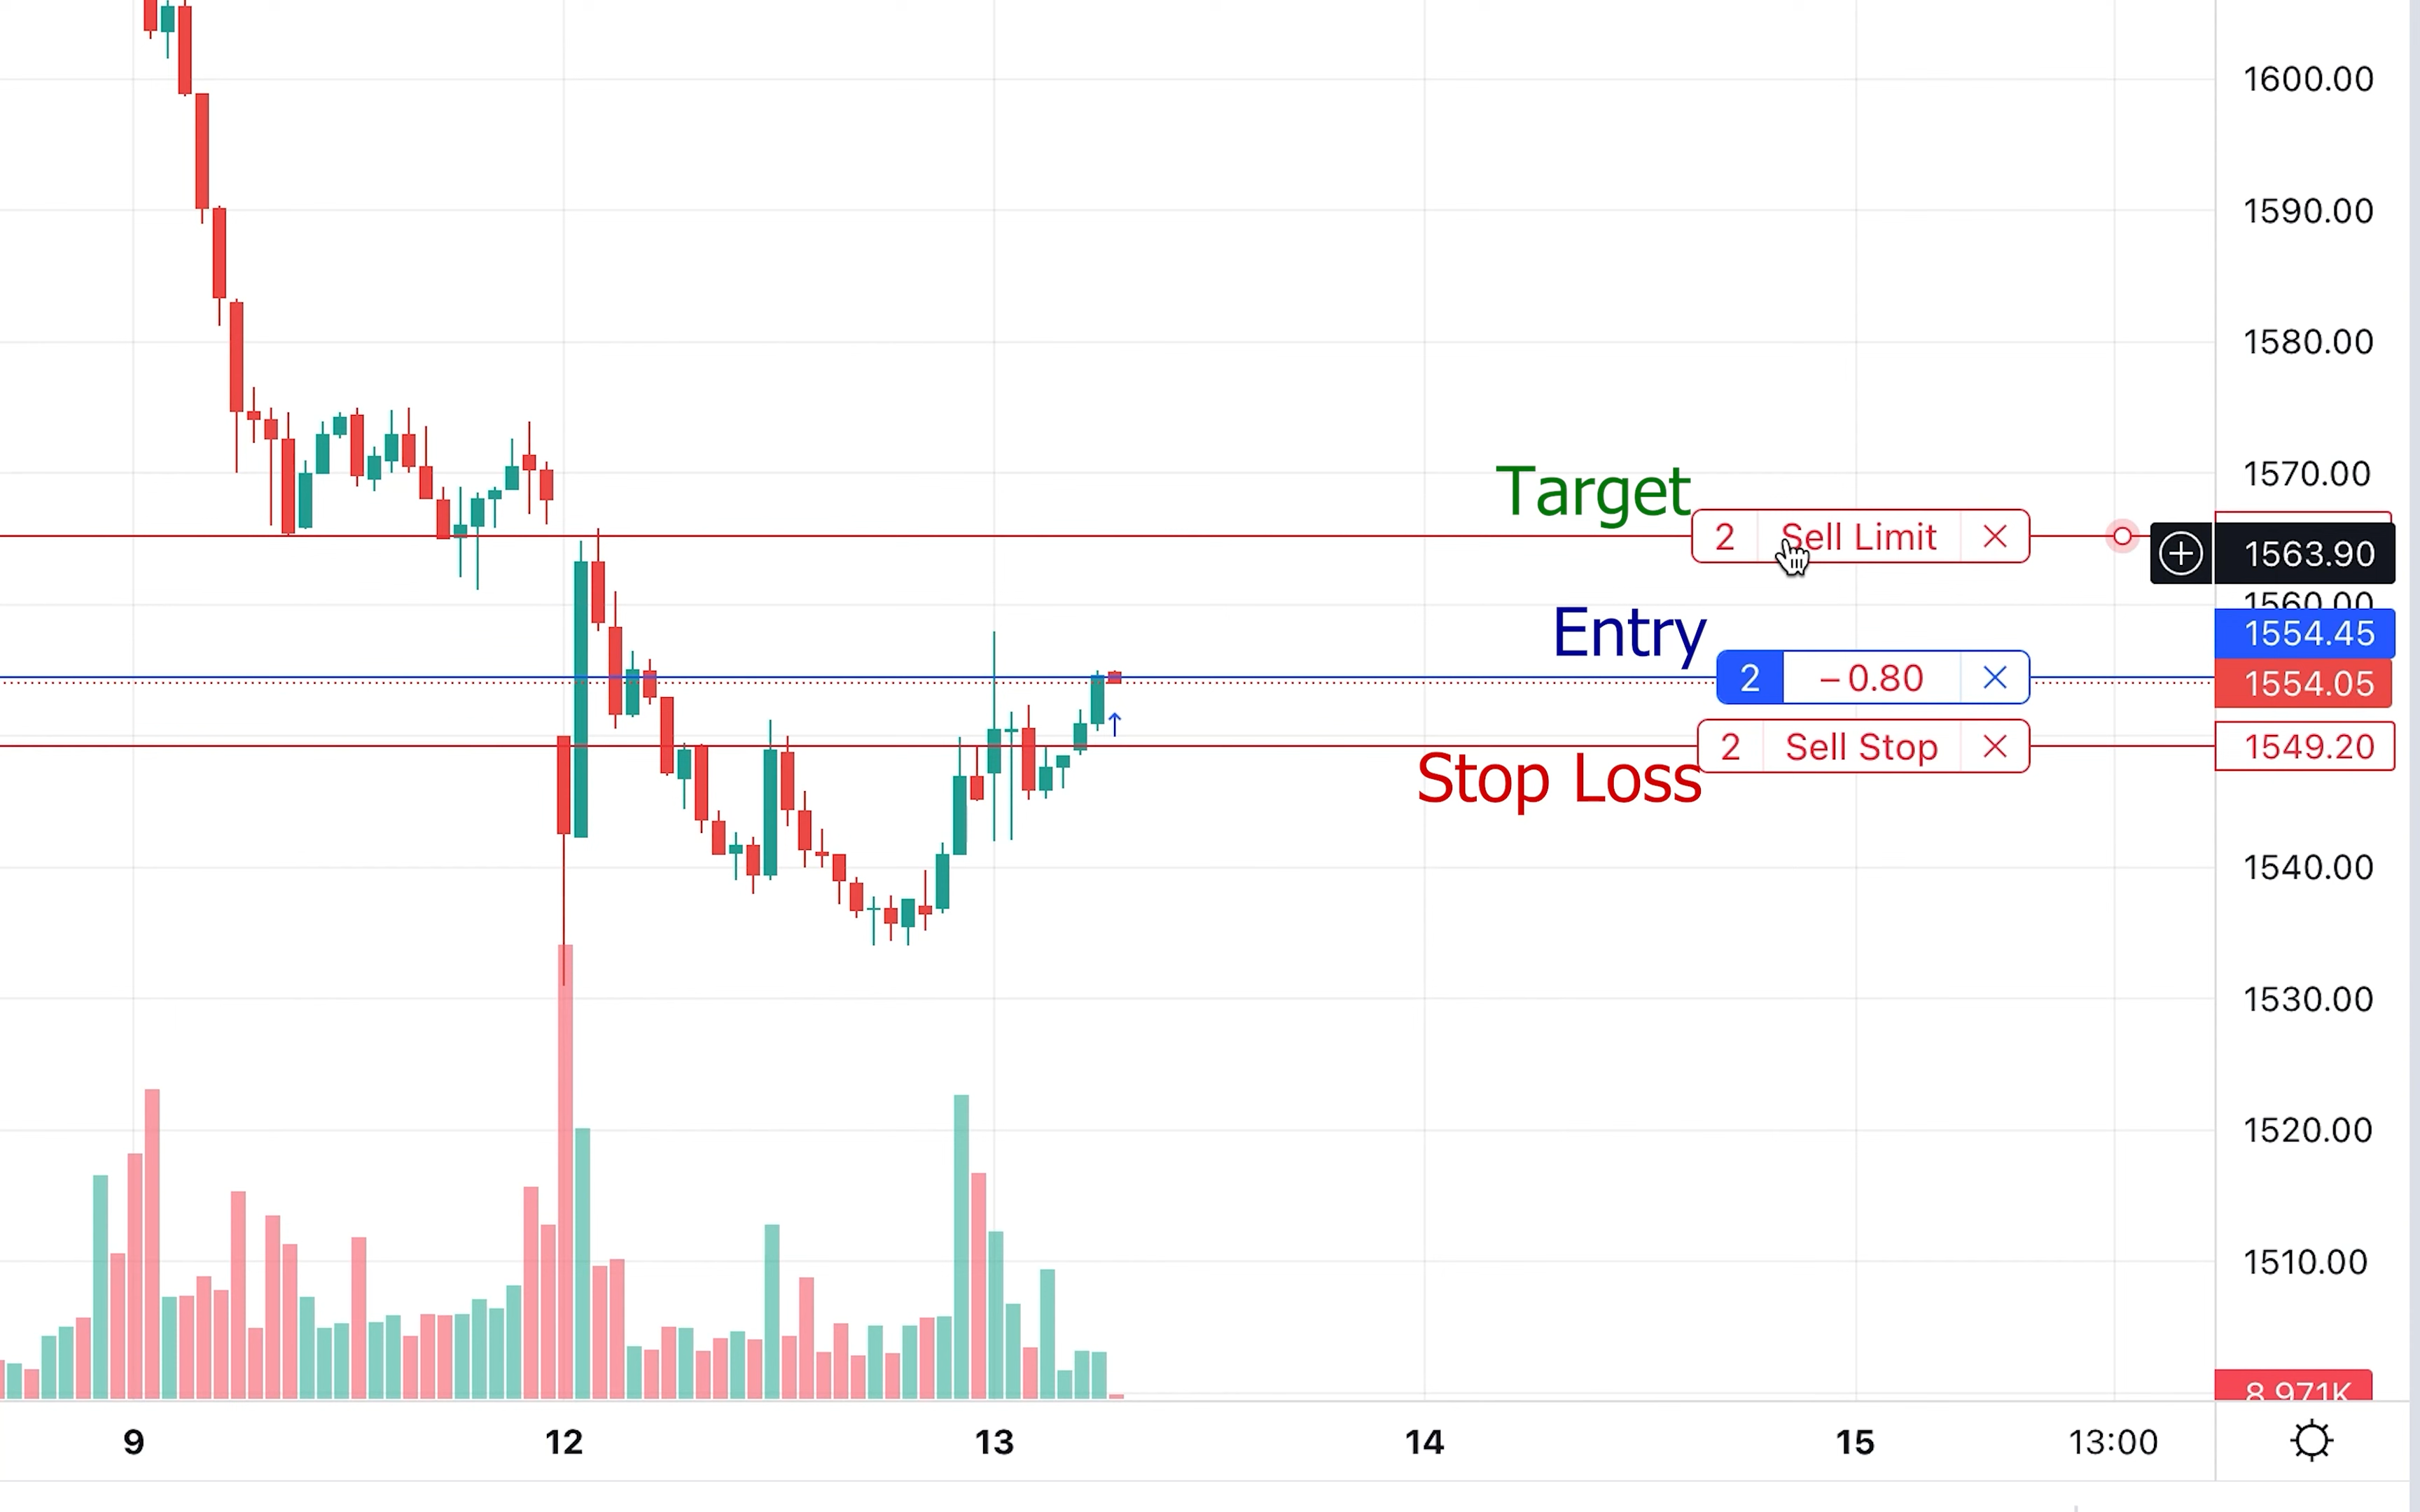 1600.00
1590.00
1580.00
1570.00
Target
2 Sell Limit
1563.90
1560.00
Entry
1554.45
2 −0.80
1554.05
2 Sell Stop
1549.20
Stop Loss
1540.00
1530.00
1520.00
1510.00
8.971K
9 12 13 14 15 13:00